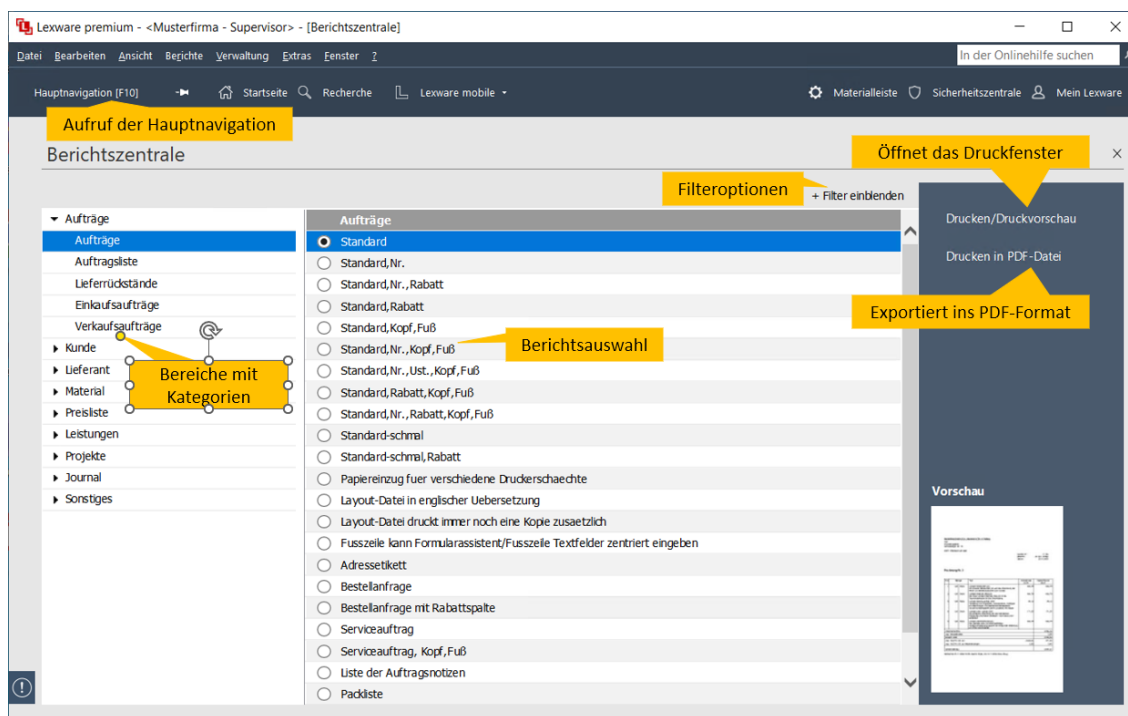 Lexware premium - <Musterfirma - Supervisor> - [Berichtszentrale]
Datei Bearbeiten Ansicht Berichte Verwaltung Extras Fenster ?
In der Onlinehilfe suchen
Hauptnavigation [F10] Startseite Recherche Lexware mobile Materialleiste Sicherheitszentrale Mein Lexware
Aufruf der Hauptnavigation
Berichtszentrale
Öffnet das Druckfenster
Filteroptionen
+ Filter einblenden
Aufträge
Aufträge
Auftragsliste
Lieferrückstände
Einkaufsaufträge
Verkaufsaufträge
Kunde
Lieferant
Material
Preisliste
Leistungen
Projekte
Journal
Sonstiges
Bereiche mit
Kategorien
Aufträge
Standard
Standard,Nr.
Standard,Nr.,Rabatt
Standard,Rabatt
Standard,Kopf,Fuß
Standard,Nr.,Kopf,Fuß
Standard,Nr.,Ust.,Kopf,Fuß
Standard,Rabatt,Kopf,Fuß
Standard,Nr.,Rabatt,Kopf,Fuß
Standard-schmal
Standard-schmal,Rabatt
Papiereinzug fuer verschiedene Druckerschaechte
Layout-Datei in englischer Uebersetzung
Layout-Datei druckt immer noch eine Kopie zusaetzlich
Fusszeile kann Formularassistent/Fusszeile Textfelder zentriert eingeben
Adressetikett
Bestellanfrage
Bestellanfrage mit Rabattspalte
Serviceauftrag
Serviceauftrag, Kopf,Fuß
Liste der Auftragsnotizen
Packliste
Berichtsauswahl
Drucken/Druckvorschau
Drucken in PDF-Datei
Exportiert ins PDF-Format
Vorschau